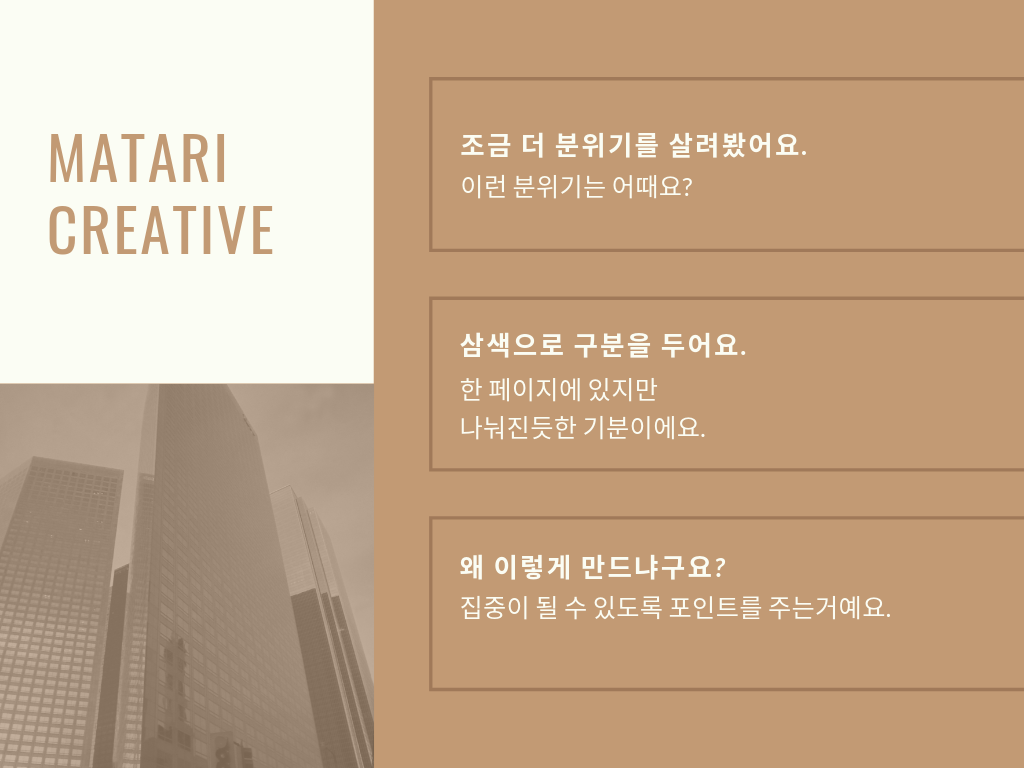 MATARI
CREATIVE
조금 더 분위기를 살려봤어요.
이런 분위기는 어때요?
삼색으로 구분을 두어요.
한 페이지에 있지만
나눠진듯한 기분이에요.
왜 이렇게 만드냐구요?
집중이 될 수 있도록 포인트를 주는거예요.